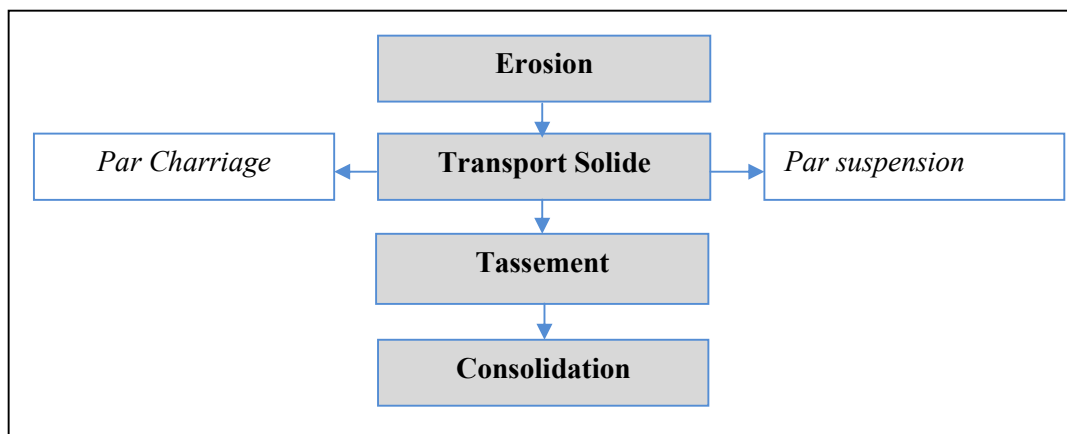 Erosion
Par Charriage
Transport Solide
Par suspension
Tassement
Consolidation